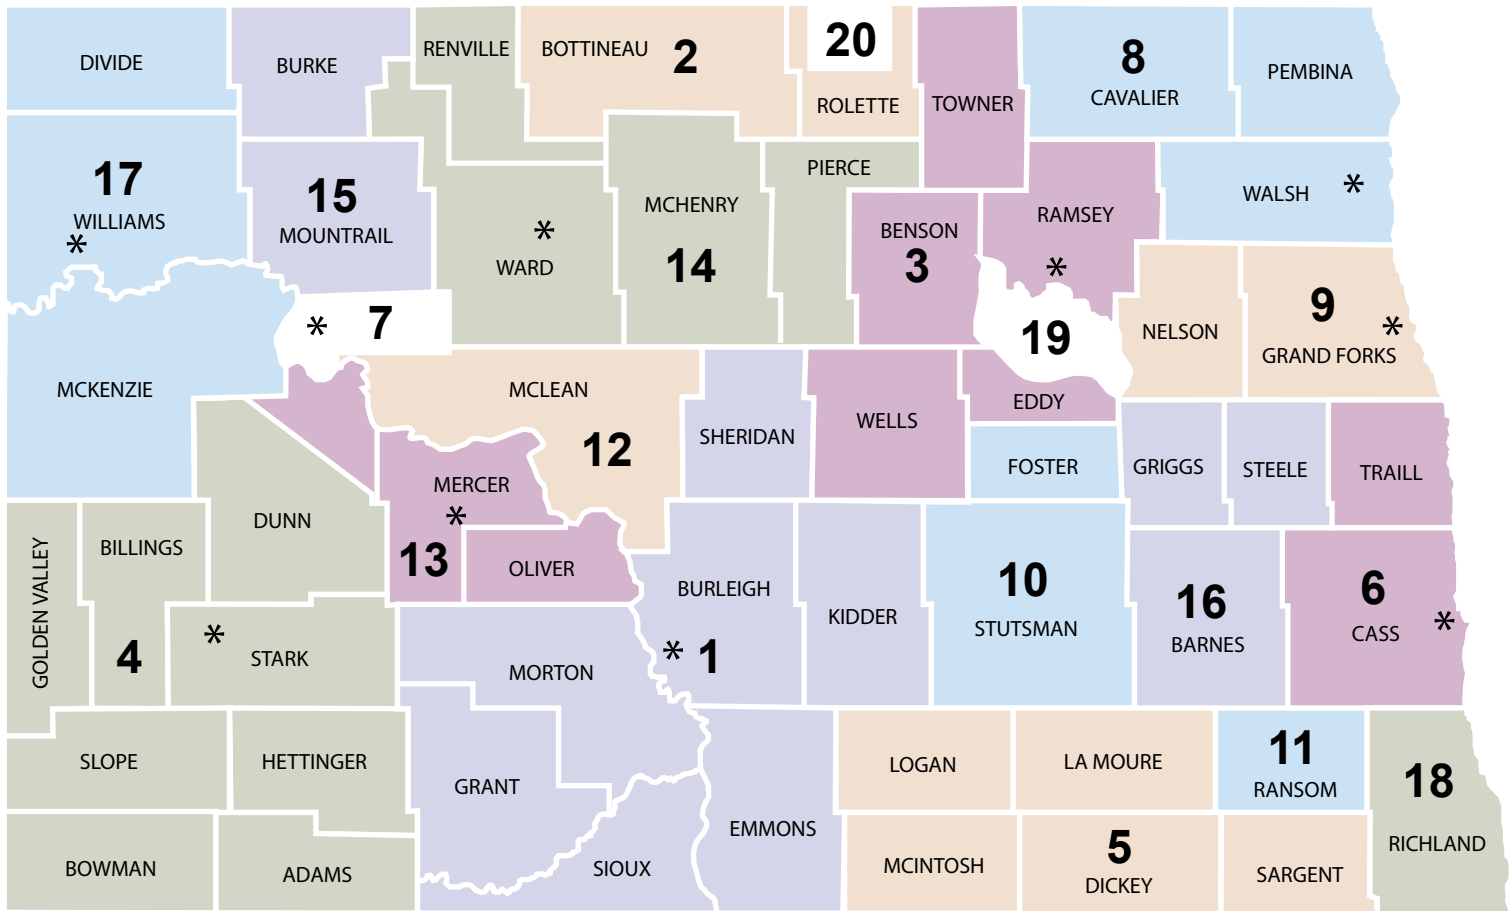 DIVIDE
BURKE
RENVILLE
BOTTINEAU 2
20
ROLETTE
TOWNER
8
CAVALIER
PEMBINA
17
WILLIAMS
*
15
MOUNTRAIL
*
WARD
MCHENRY
14
PIERCE
BENSON
3
RAMSEY
*
WALSH *
* 7
19
NELSON
9
*
GRAND FORKS
MCKENZIE
MCLEAN
12
SHERIDAN
WELLS
EDDY
FOSTER
GRIGGS
STEELE
TRAILL
GOLDEN VALLEY
BILLINGS
4
DUNN
MERCER
*
13
OLIVER
* STARK
BURLEIGH
* 1
KIDDER
10
STUTSMAN
16
BARNES
6
CASS *
MORTON
SLOPE
HETTINGER
GRANT
LOGAN
LA MOURE
11
RANSOM
18
RICHLAND
BOWMAN
ADAMS
SIOUX
EMMONS
MCINTOSH
5
DICKEY
SARGENT